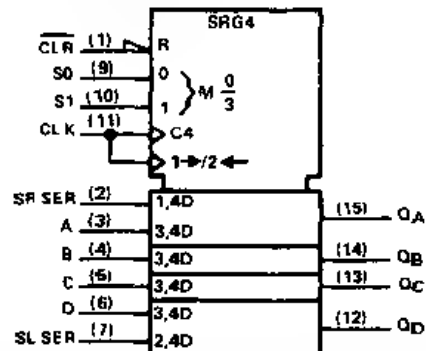 SRG4
CLR (1) R
S0 (9) 0
S1 (10) 1
M 0/3
CLK (11) C4
1→/2←
SR SER (2) 1,4D
A (3) 3,4D
(15) QA
B (4) 3,4D
(14) QB
C (5) 3,4D
(13) QC
D (6) 3,4D
(12) QD
SL SER (7) 2,4D